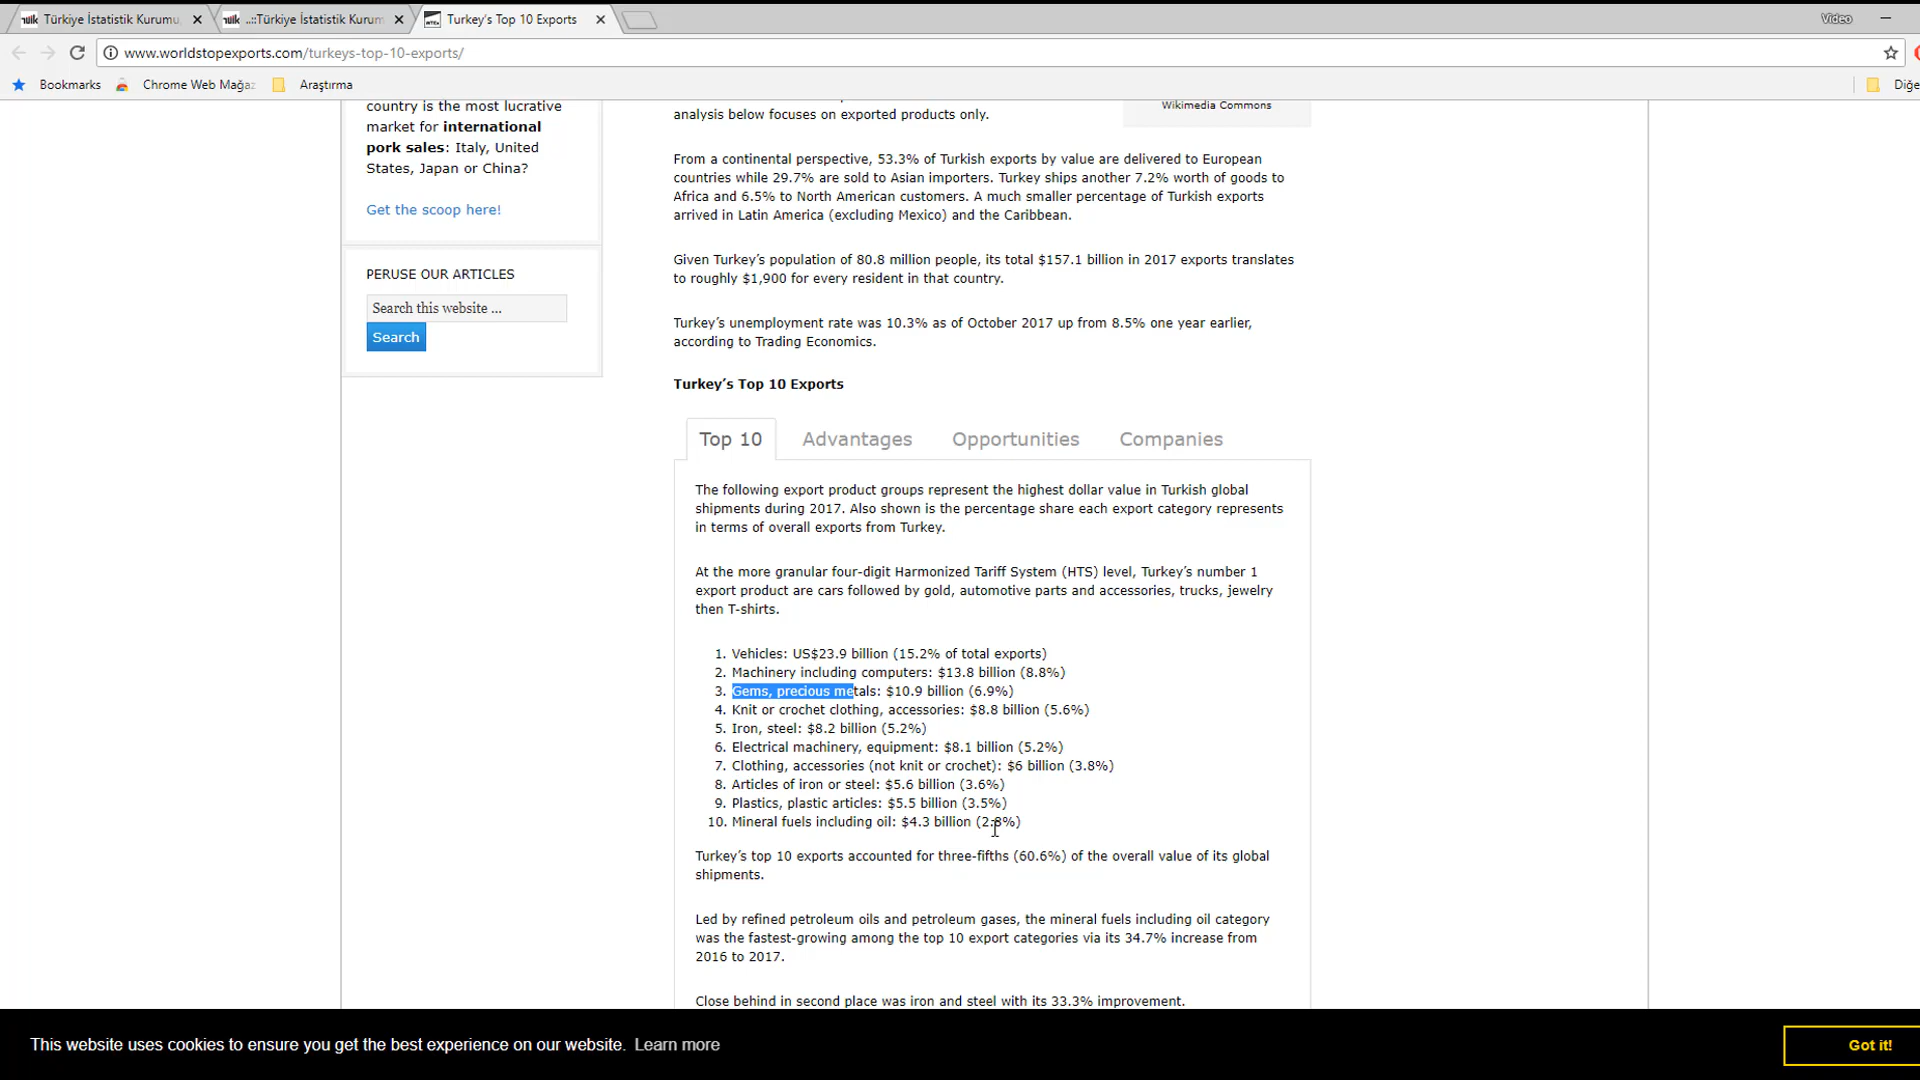 Türkiye İstatistik Kurumu,
..::Türkiye İstatistik Kurum
Turkey's Top 10 Exports
Video
www.worldstopexports.com/turkeys-top-10-exports/
Bookmarks
Chrome Web Mağaz
Araştırma
Diğe
country is the most lucrative
market for international
pork sales: Italy, United
States, Japan or China?
Get the scoop here!
PERUSE OUR ARTICLES
Search this website ...
Search
Wikimedia Commons
analysis below focuses on exported products only.
From a continental perspective, 53.3% of Turkish exports by value are delivered to European
countries while 29.7% are sold to Asian importers. Turkey ships another 7.2% worth of goods to
Africa and 6.5% to North American customers. A much smaller percentage of Turkish exports
arrived in Latin America (excluding Mexico) and the Caribbean.
Given Turkey's population of 80.8 million people, its total $157.1 billion in 2017 exports translates
to roughly $1,900 for every resident in that country.
Turkey's unemployment rate was 10.3% as of October 2017 up from 8.5% one year earlier,
according to Trading Economics.
Turkey's Top 10 Exports
Top 10
Advantages
Opportunities
Companies
The following export product groups represent the highest dollar value in Turkish global
shipments during 2017. Also shown is the percentage share each export category represents
in terms of overall exports from Turkey.
At the more granular four-digit Harmonized Tariff System (HTS) level, Turkey's number 1
export product are cars followed by gold, automotive parts and accessories, trucks, jewelry
then T-shirts.
1. Vehicles: US$23.9 billion (15.2% of total exports)
2. Machinery including computers: $13.8 billion (8.8%)
3. Gems, precious metals: $10.9 billion (6.9%)
4. Knit or crochet clothing, accessories: $8.8 billion (5.6%)
5. Iron, steel: $8.2 billion (5.2%)
6. Electrical machinery, equipment: $8.1 billion (5.2%)
7. Clothing, accessories (not knit or crochet): $6 billion (3.8%)
8. Articles of iron or steel: $5.6 billion (3.6%)
9. Plastics, plastic articles: $5.5 billion (3.5%)
10. Mineral fuels including oil: $4.3 billion (2.8%)
Turkey's top 10 exports accounted for three-fifths (60.6%) of the overall value of its global
shipments.
Led by refined petroleum oils and petroleum gases, the mineral fuels including oil category
was the fastest-growing among the top 10 export categories via its 34.7% increase from
2016 to 2017.
Close behind in second place was iron and steel with its 33.3% improvement.
This website uses cookies to ensure you get the best experience on our website. Learn more
Got it!